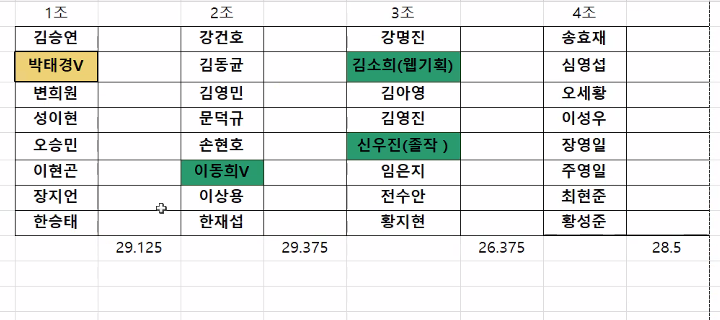 1조 2조 3조 4조
김승연 강건호 강명진 송효재
박태경V 김동균 김소희(웹기획) 심영섭
변희원 김영민 김아영 오세황
성이현 문덕규 김영진 이성우
오승민 손현호 신우진(졸작 ) 장영일
이현곤 이동희V 임은지 주영일
장지언 이상용 전수안 최현준
한승태 한재섭 황지현 황성준
29.125 29.375 26.375 28.5